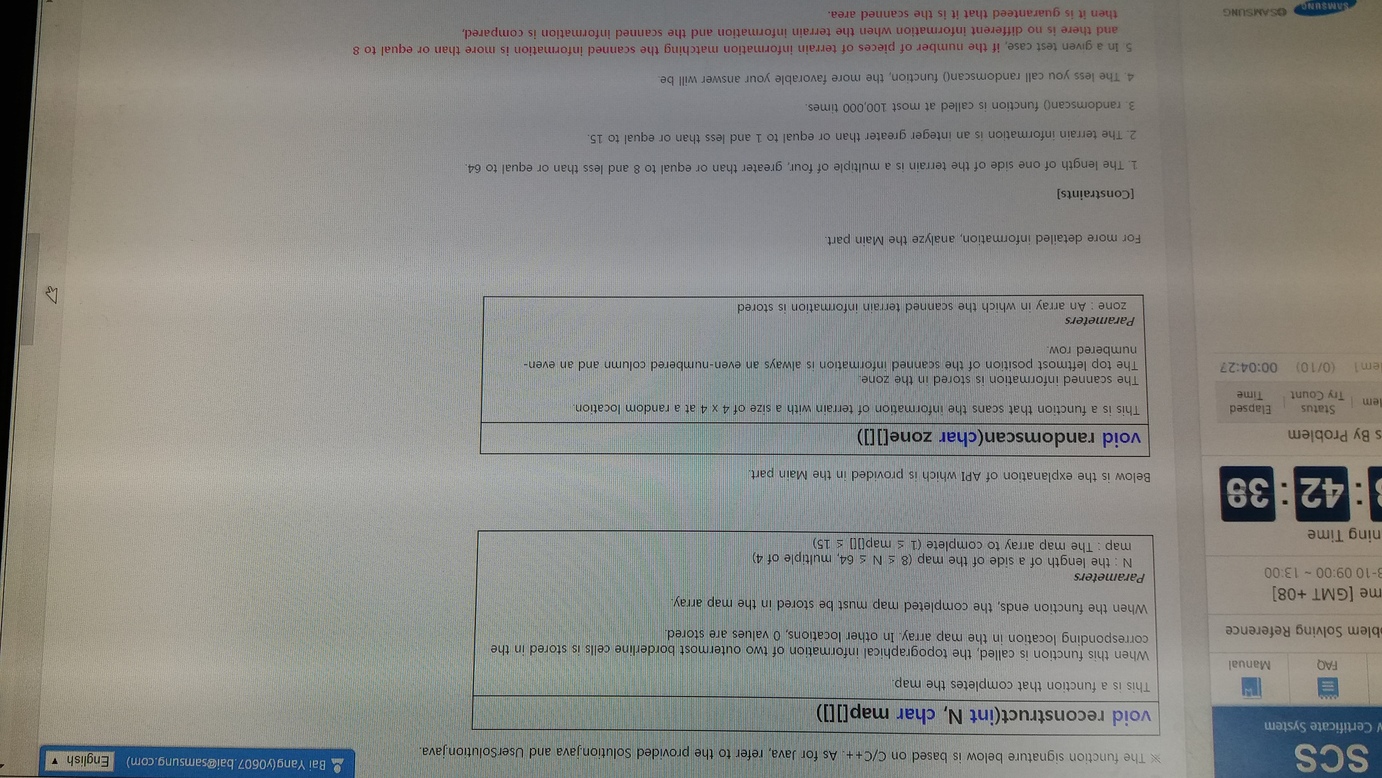 SCS
Certificate System
FAQ
Manual
blem Solving Reference
me [GMT +08]
-10 09:00 ~ 13:00
ning Time
:42:38
s By Problem
lem
Status
Try Count
Elapsed
Time
lem1 (0/10) 00:04:27
SAMSUNG
©SAMSUNG
Bai Yang(y0607.bai@samsung.com)
English ▼
※ The function signature below is based on C/C++. As for Java, refer to the provided Solution.java and UserSolution.java.
void reconstruct(int N, char map[][])
This is a function that completes the map.
When this function is called, the topographical information of two outermost borderline cells is stored in the
corresponding location in the map array. In other locations, 0 values are stored.
When the function ends, the completed map must be stored in the map array.
Parameters
N : the length of a side of the map (8 ≤ N ≤ 64, multiple of 4)
map : The map array to complete (1 ≤ map[][] ≤ 15)
Below is the explanation of API which is provided in the Main part.
void randomscan(char zone[][])
This is a function that scans the information of terrain with a size of 4 x 4 at a random location.
The scanned information is stored in the zone.
The top leftmost position of the scanned information is always an even-numbered column and an even-
numbered row.
Parameters
zone : An array in which the scanned terrain information is stored
For more detailed information, analyze the Main part.
[Constraints]
1. The length of one side of the terrain is a multiple of four, greater than or equal to 8 and less than or equal to 64.
2. The terrain information is an integer greater than or equal to 1 and less than or equal to 15.
3. randomscan() function is called at most 100,000 times.
4. The less you call randomscan() function, the more favorable your answer will be.
5. In a given test case, if the number of pieces of terrain information matching the scanned information is more than or equal to 8
and there is no different information when the terrain information and the scanned information is compared,
then it is guaranteed that it is the scanned area.